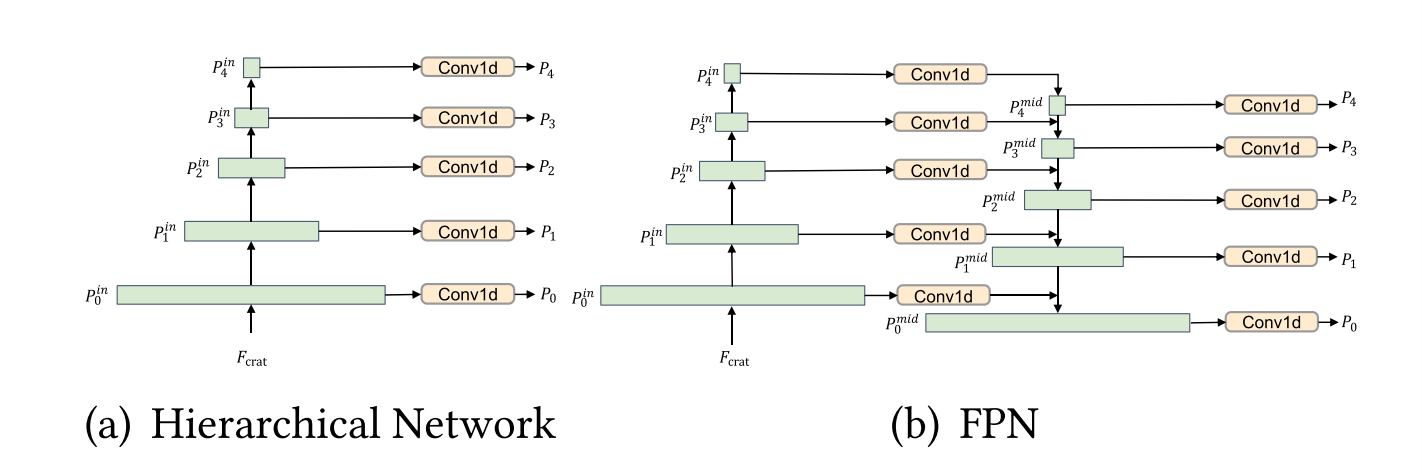 P_4^{in} Conv1d P_4
P_3^{in} Conv1d P_3
P_2^{in} Conv1d P_2
P_1^{in} Conv1d P_1
P_0^{in} Conv1d P_0
F_{crat}
(a) Hierarchical Network
P_4^{in} Conv1d
P_4^{mid} Conv1d P_4
P_3^{in} Conv1d
P_3^{mid} Conv1d P_3
P_2^{in} Conv1d
P_2^{mid} Conv1d P_2
P_1^{in} Conv1d
P_1^{mid} Conv1d P_1
P_0^{in} Conv1d
P_0^{mid} Conv1d P_0
F_{crat}
(b) FPN